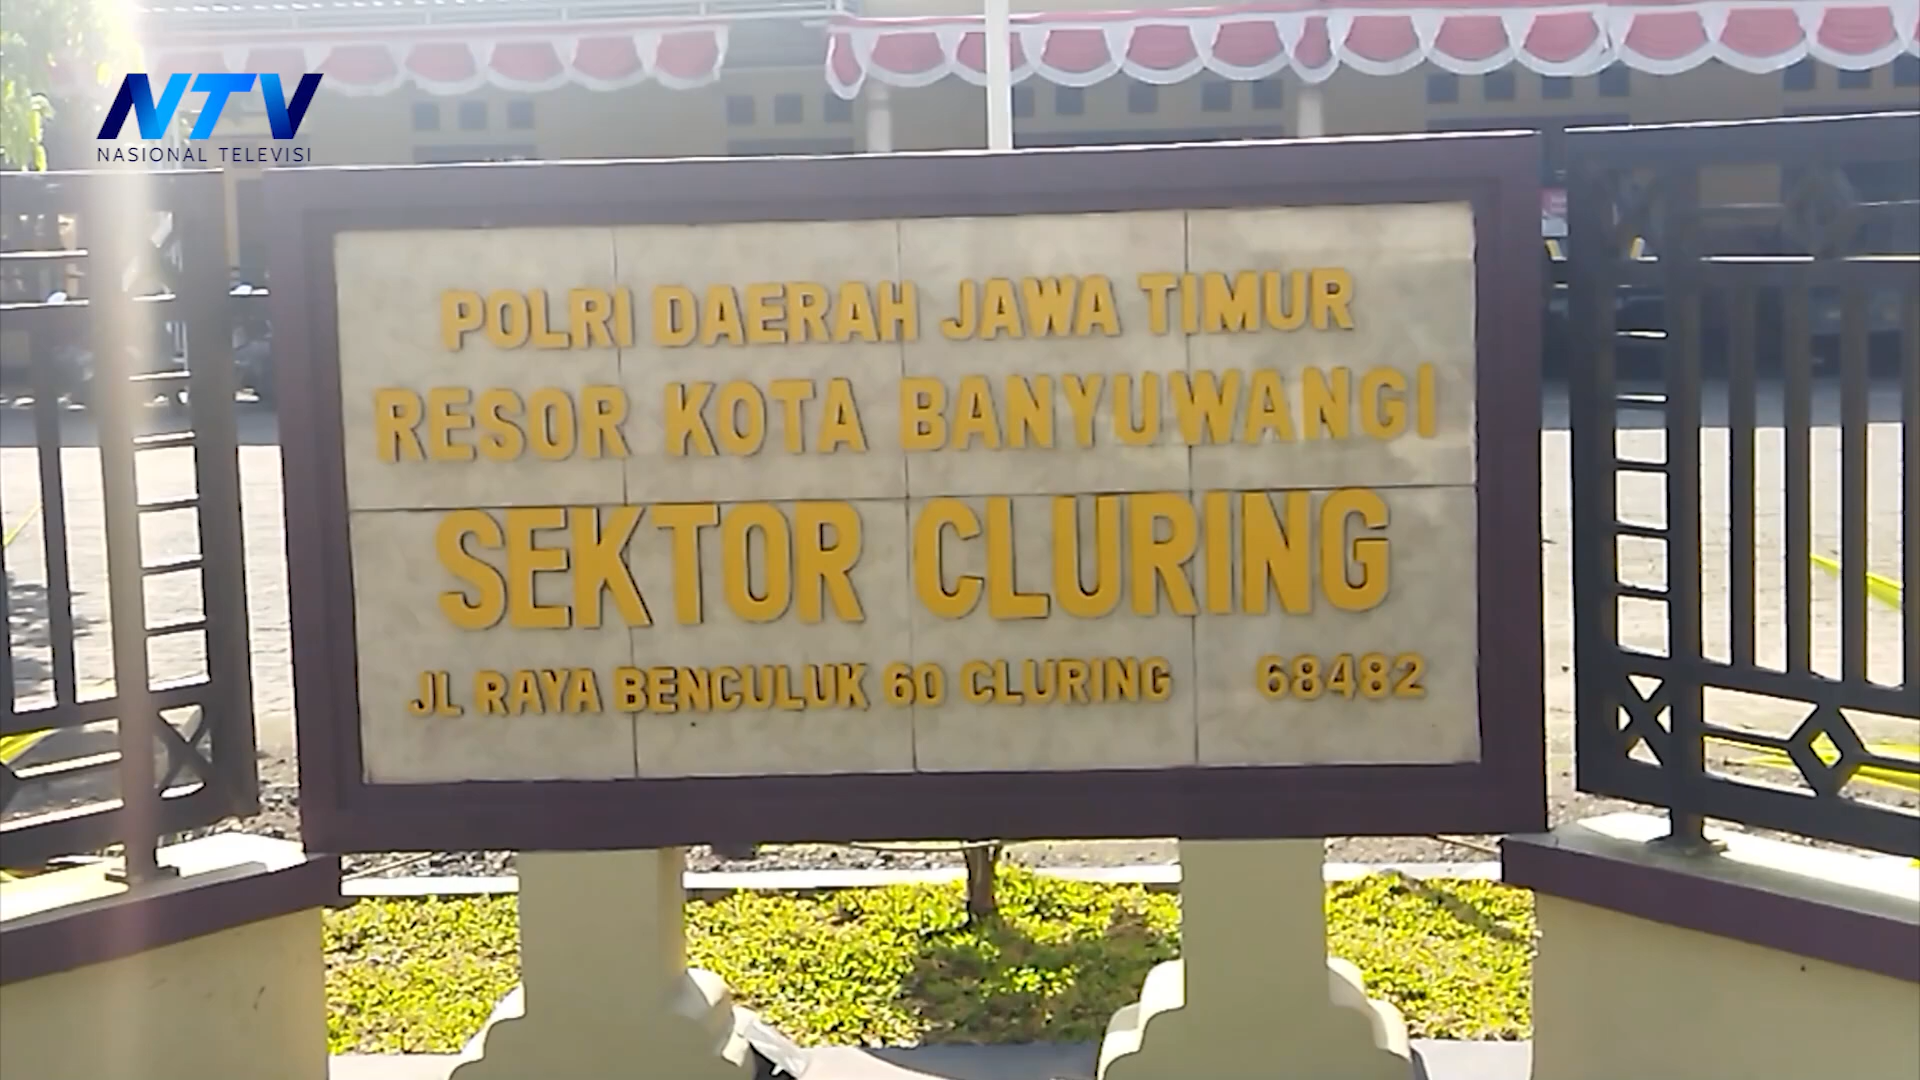 NTV
NASIONAL TELEVISI
POLRI DAERAH JAWA TIMUR
RESOR KOTA BANYUWANGI
SEKTOR CLURING
JL RAYA BENCULUK 60 CLURING 68482